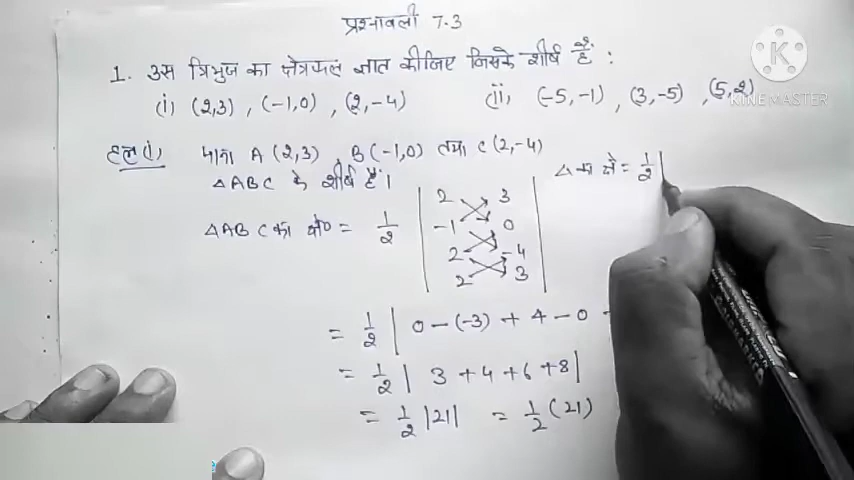 प्रश्नावली 7.3
1. उस त्रिभुज का क्षेत्रफल ज्ञात कीजिए जिसके शीर्ष हैं :
(i) (2,3) , (-1,0) , (2,-4) (ii) (-5,-1) , (3,-5) , (5,2)
KINEMASTER
हल (i) माना A (2,3) , B(-1,0) तथा C(2,-4)
△ABC के शीर्ष हैं।
△ABC का क्षे० = 1/2 | 2 3
-1 0
2 -4
2 3 |
△ का क्षे० = 1/2 |
= 1/2 | 0 - (-3) + 4 - 0 +
= 1/2 | 3 + 4 + 6 + 8 |
= 1/2 |21| = 1/2 (21)